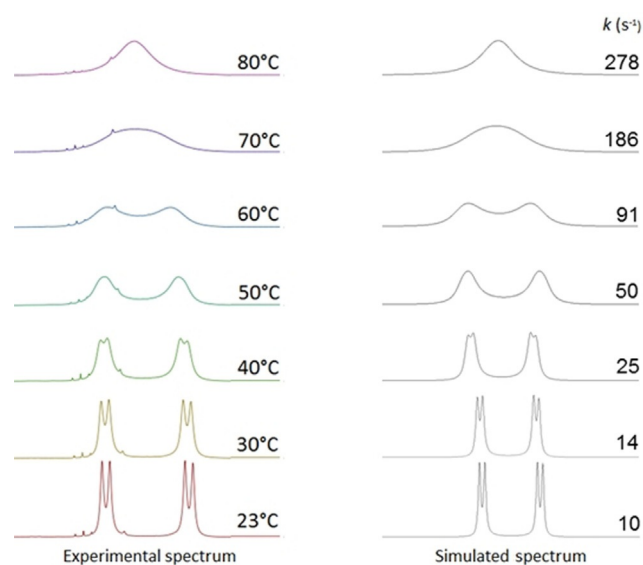 k (s⁻¹)
80°C 278
70°C 186
60°C 91
50°C 50
40°C 25
30°C 14
23°C 10
Experimental spectrum Simulated spectrum